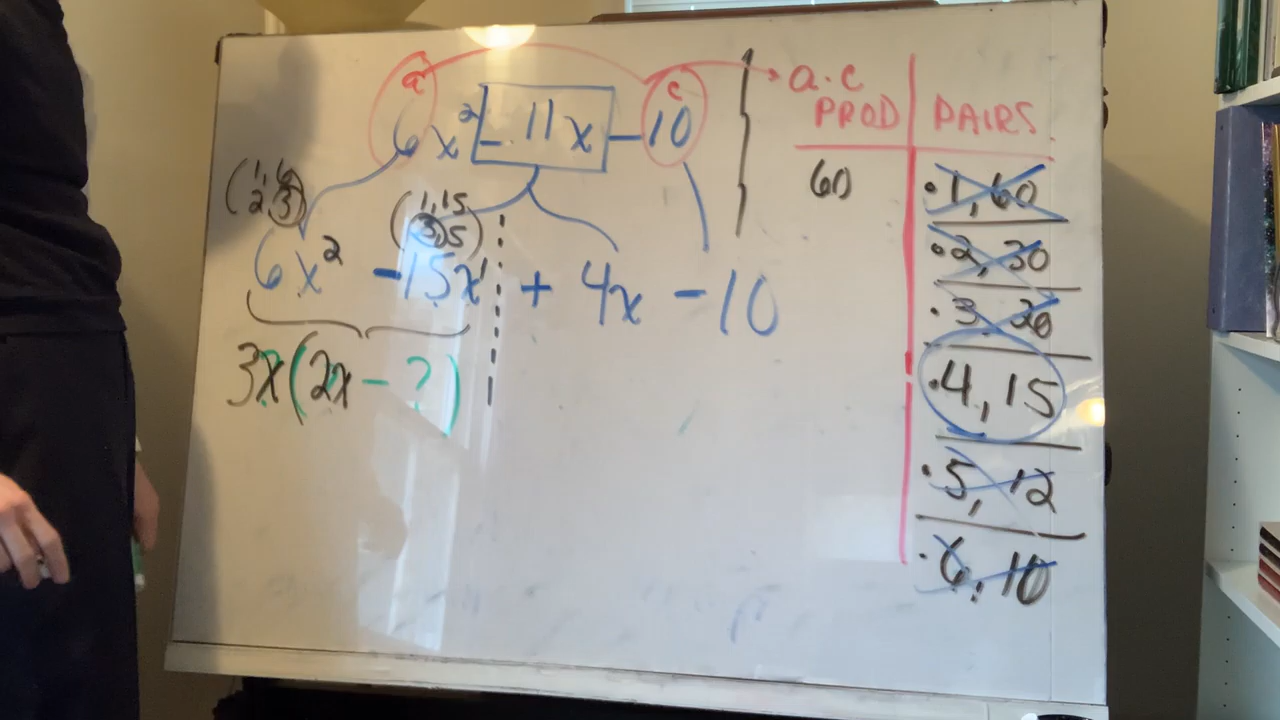 a c
6x² - 11x - 10
(1, 6
2, 3)
(1, 15
3, 5)
6x² - 15x¹ + 4x - 10
3x(2x - ?)
a·c
PROD PAIRS
60
·1, 60
·2, 30
·3, 20
·4, 15
·5, 12
·6, 10